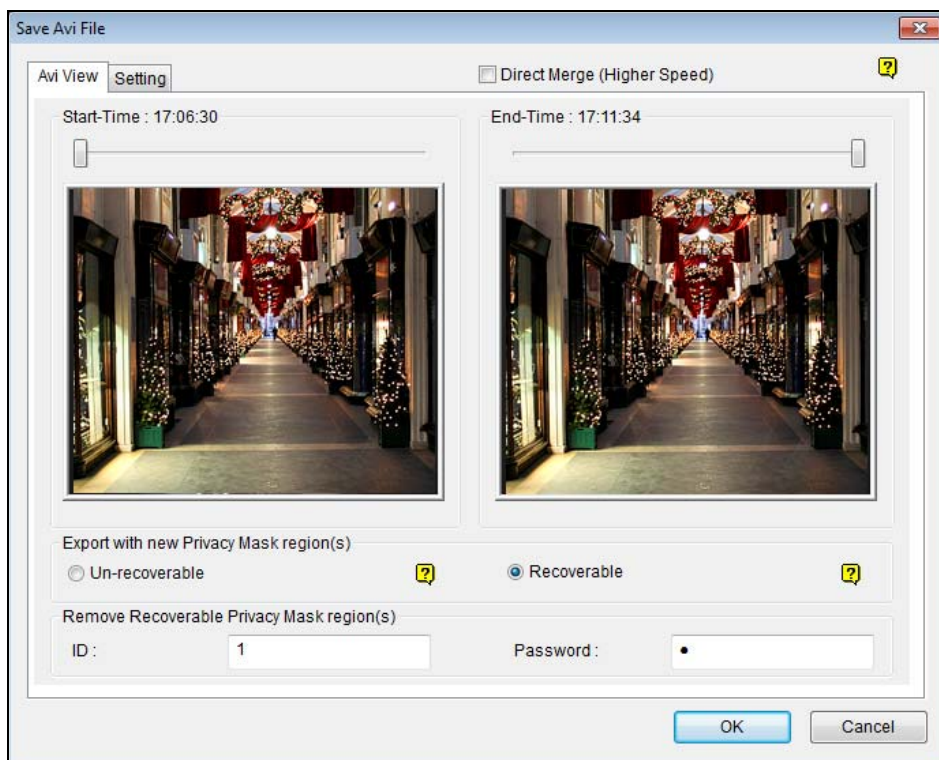 Save Avi File
Avi View Setting Direct Merge (Higher Speed) ?
Start-Time : 17:06:30 End-Time : 17:11:34
Export with new Privacy Mask region(s)
Un-recoverable ? Recoverable ?
Remove Recoverable Privacy Mask region(s)
ID : 1 Password : ●
OK Cancel